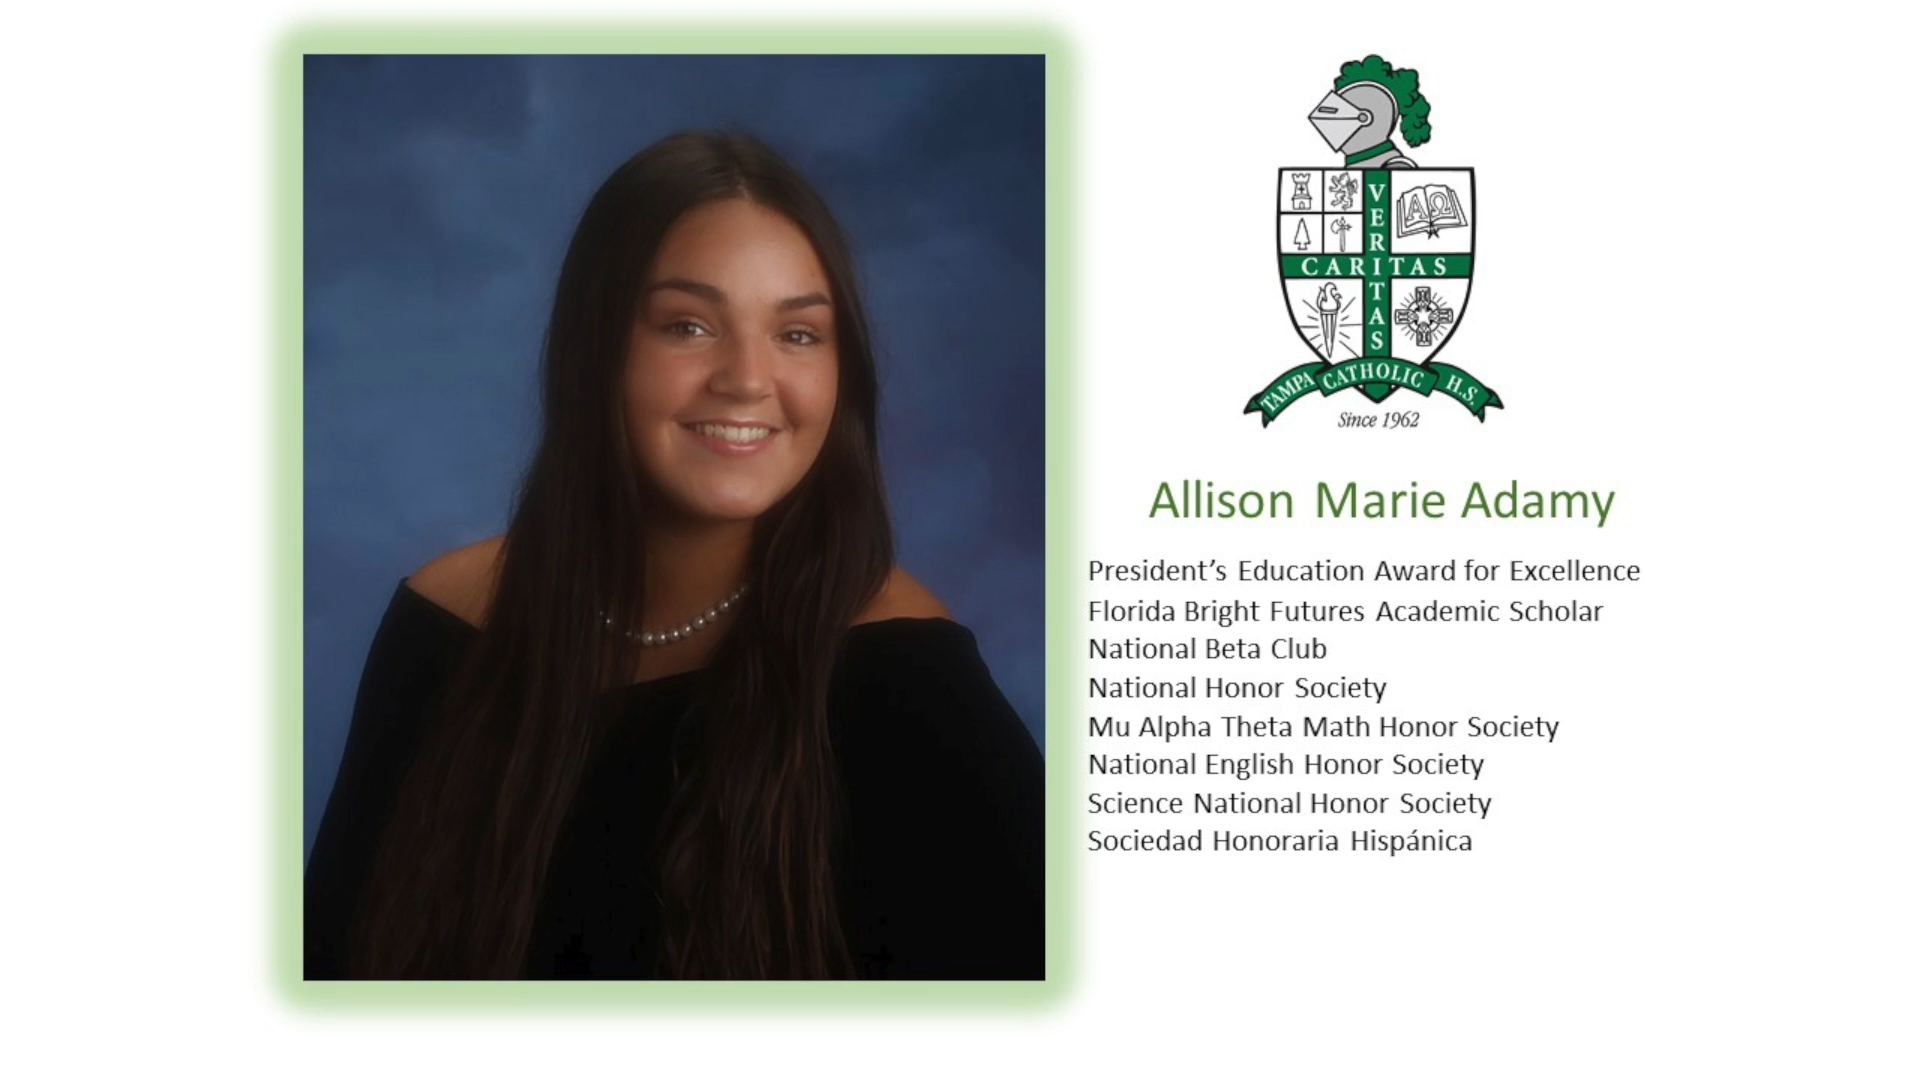 VERITAS
CARITAS
ΑΩ
TAMPA CATHOLIC H.S.
Since 1962
Allison Marie Adamy
President’s Education Award for Excellence
Florida Bright Futures Academic Scholar
National Beta Club
National Honor Society
Mu Alpha Theta Math Honor Society
National English Honor Society
Science National Honor Society
Sociedad Honoraria Hispánica